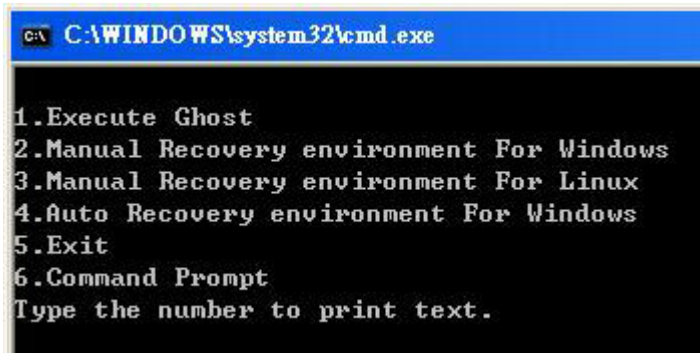 C:\WINDOWS\system32\cmd.exe
1.Execute Ghost
2.Manual Recovery environment For Windows
3.Manual Recovery environment For Linux
4.Auto Recovery environment For Windows
5.Exit
6.Command Prompt
Type the number to print text.